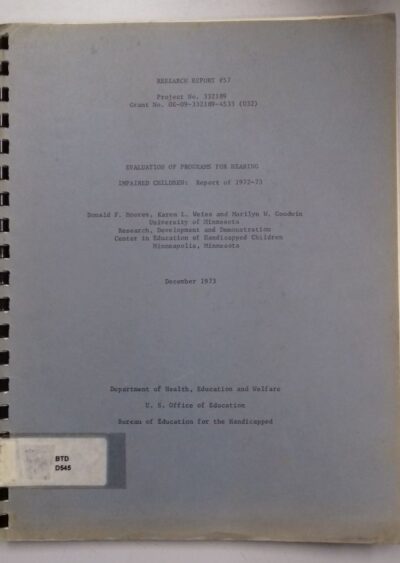 RESEARCH REPORT #57
Project No. 332189
Grant No. OE-09-332189-4533 (032)
EVALUATION OF PROGRAMS FOR HEARING
IMPAIRED CHILDREN: Report of 1972-73
Donald F. Moores, Karen L. Weiss and Marilyn W. Goodwin
University of Minnesota
Research, Development and Demonstration
Center in Education of Handicapped Children
Minneapolis, Minnesota
December 1973
Department of Health, Education and Welfare
U. S. Office of Education
Bureau of Education for the Handicapped
BTD
D545